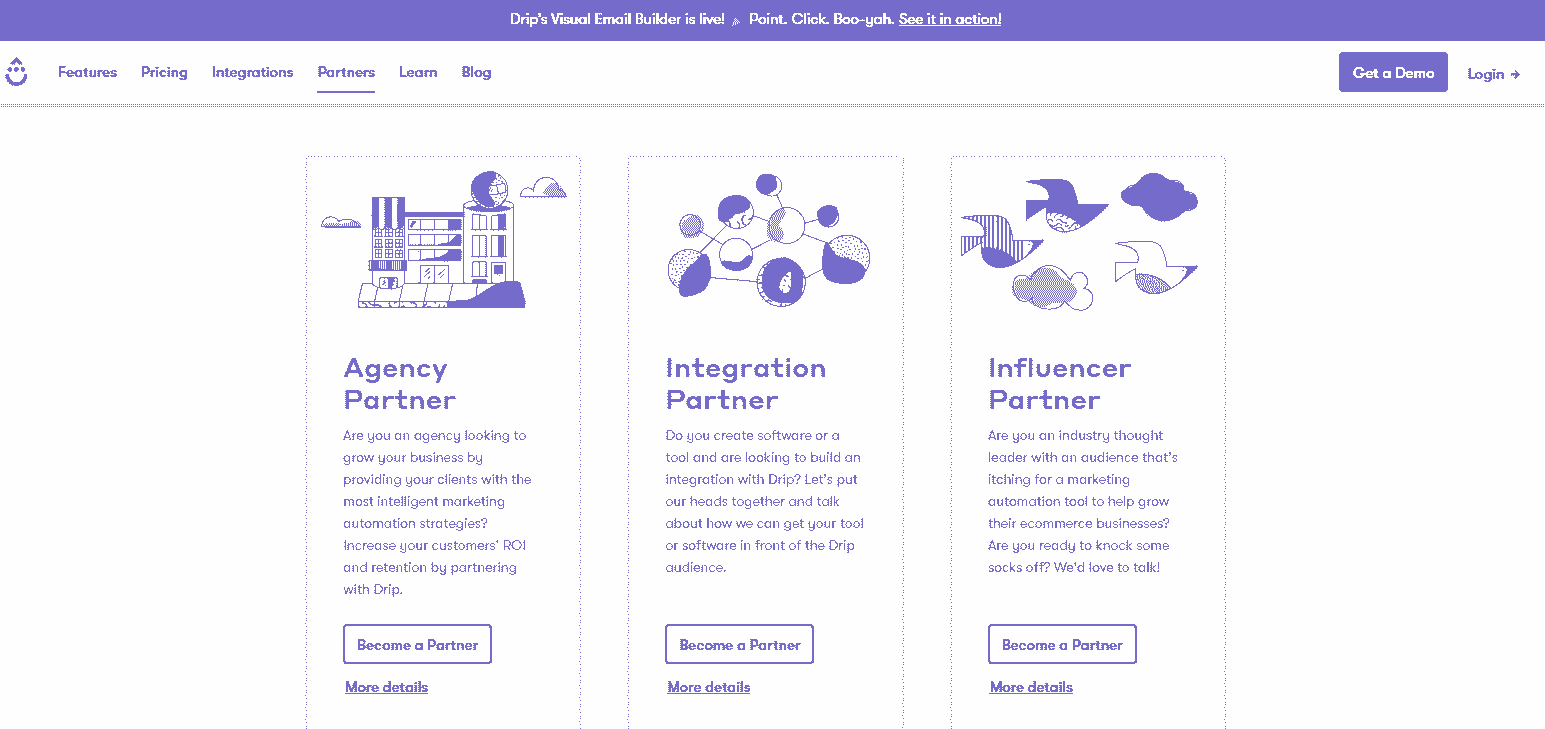 Drip's Visual Email Builder is live! Point. Click. Boo-yah. See it in action!
Features Pricing Integrations Partners Learn Blog Get a Demo Login →
Agency
Partner
Are you an agency looking to
grow your business by
providing your clients with the
most intelligent marketing
automation strategies?
Increase your customers' ROI
and retention by partnering
with Drip.
Become a Partner
More details
Integration
Partner
Do you create software or a
tool and are looking to build an
integration with Drip? Let's put
our heads together and talk
about how we can get your tool
or software in front of the Drip
audience.
Become a Partner
More details
Influencer
Partner
Are you an industry thought
leader with an audience that's
itching for a marketing
automation tool to help grow
their ecommerce businesses?
Are you ready to knock some
socks off? We'd love to talk!
Become a Partner
More details